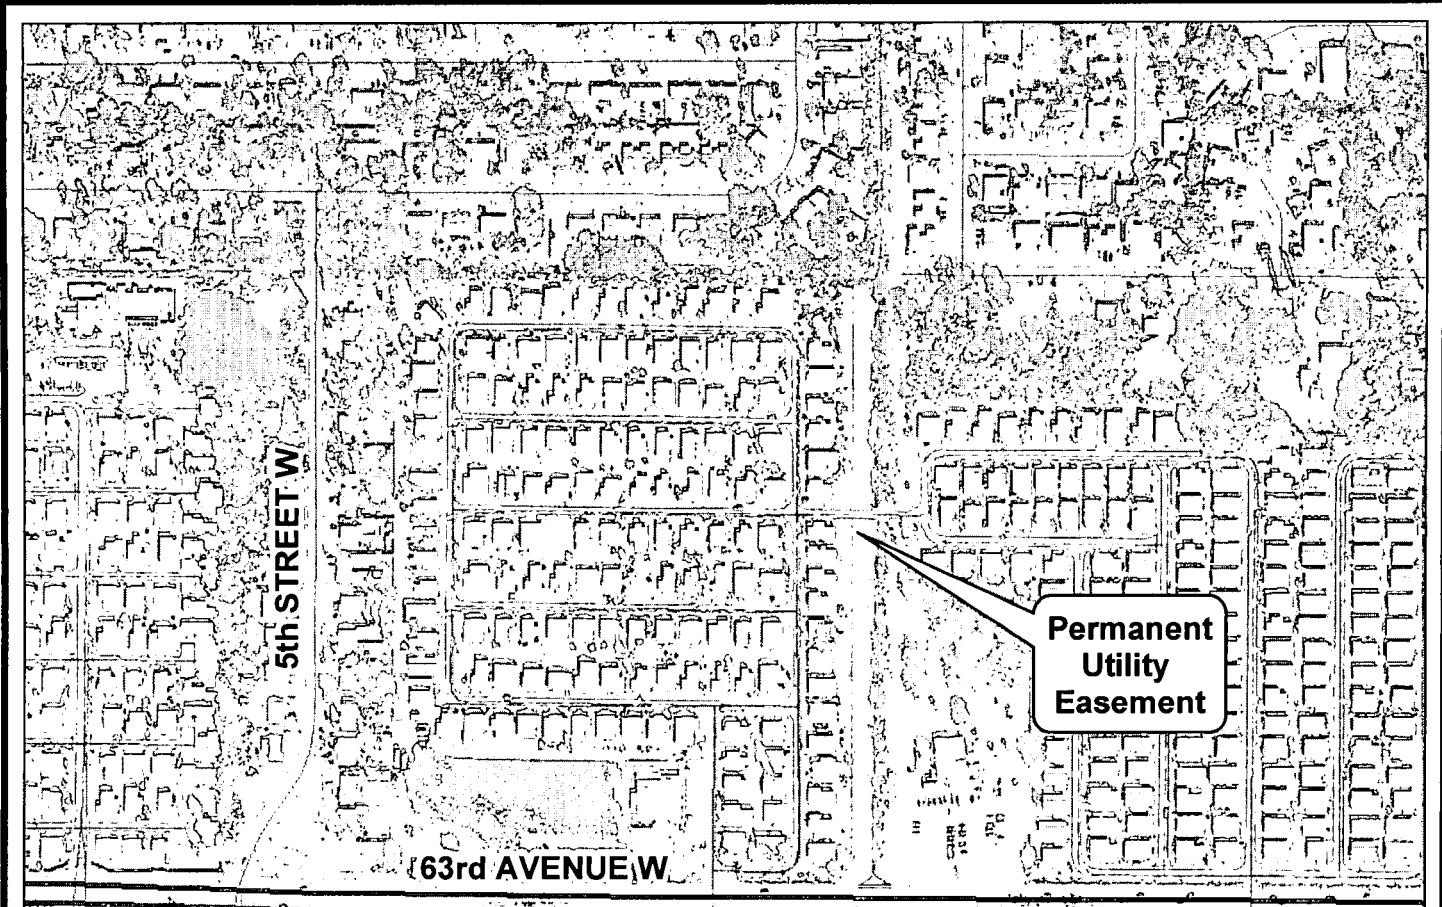 5th STREET W
Permanent
Utility
Easement
63rd AVENUE W